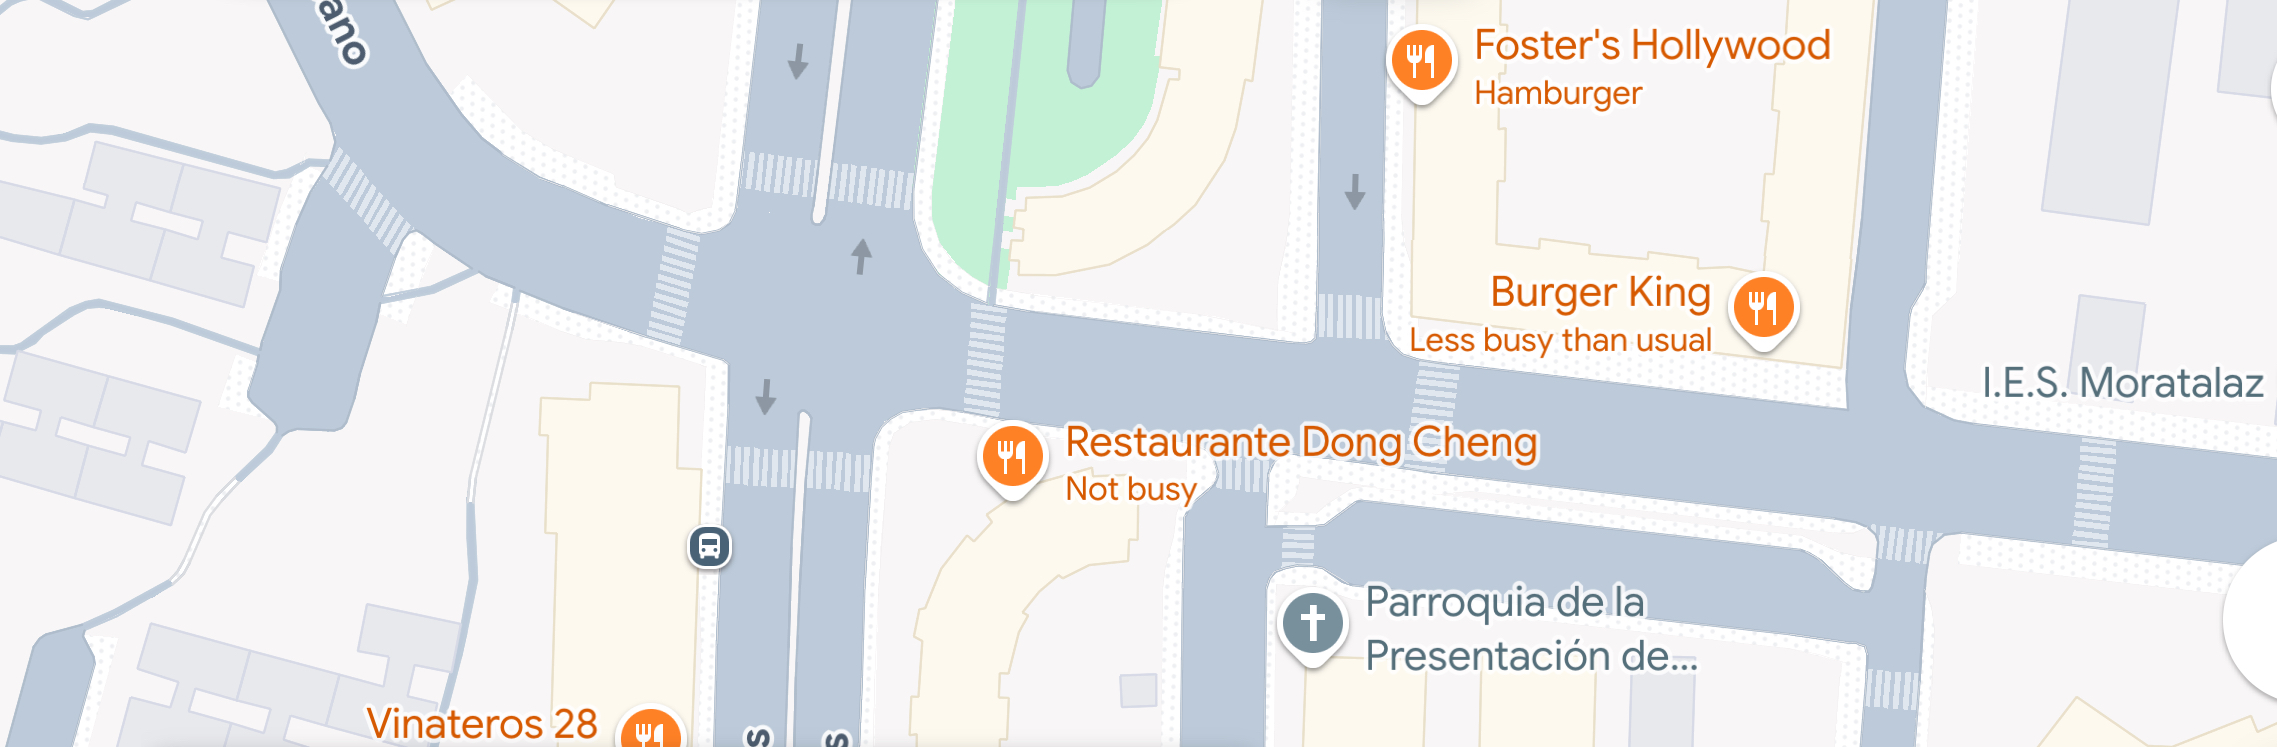 ano
Foster's Hollywood
Hamburger
Burger King
Less busy than usual
I.E.S. Moratalaz
Restaurante Dong Cheng
Not busy
Parroquia de la
Presentación de...
Vinateros 28
s
s